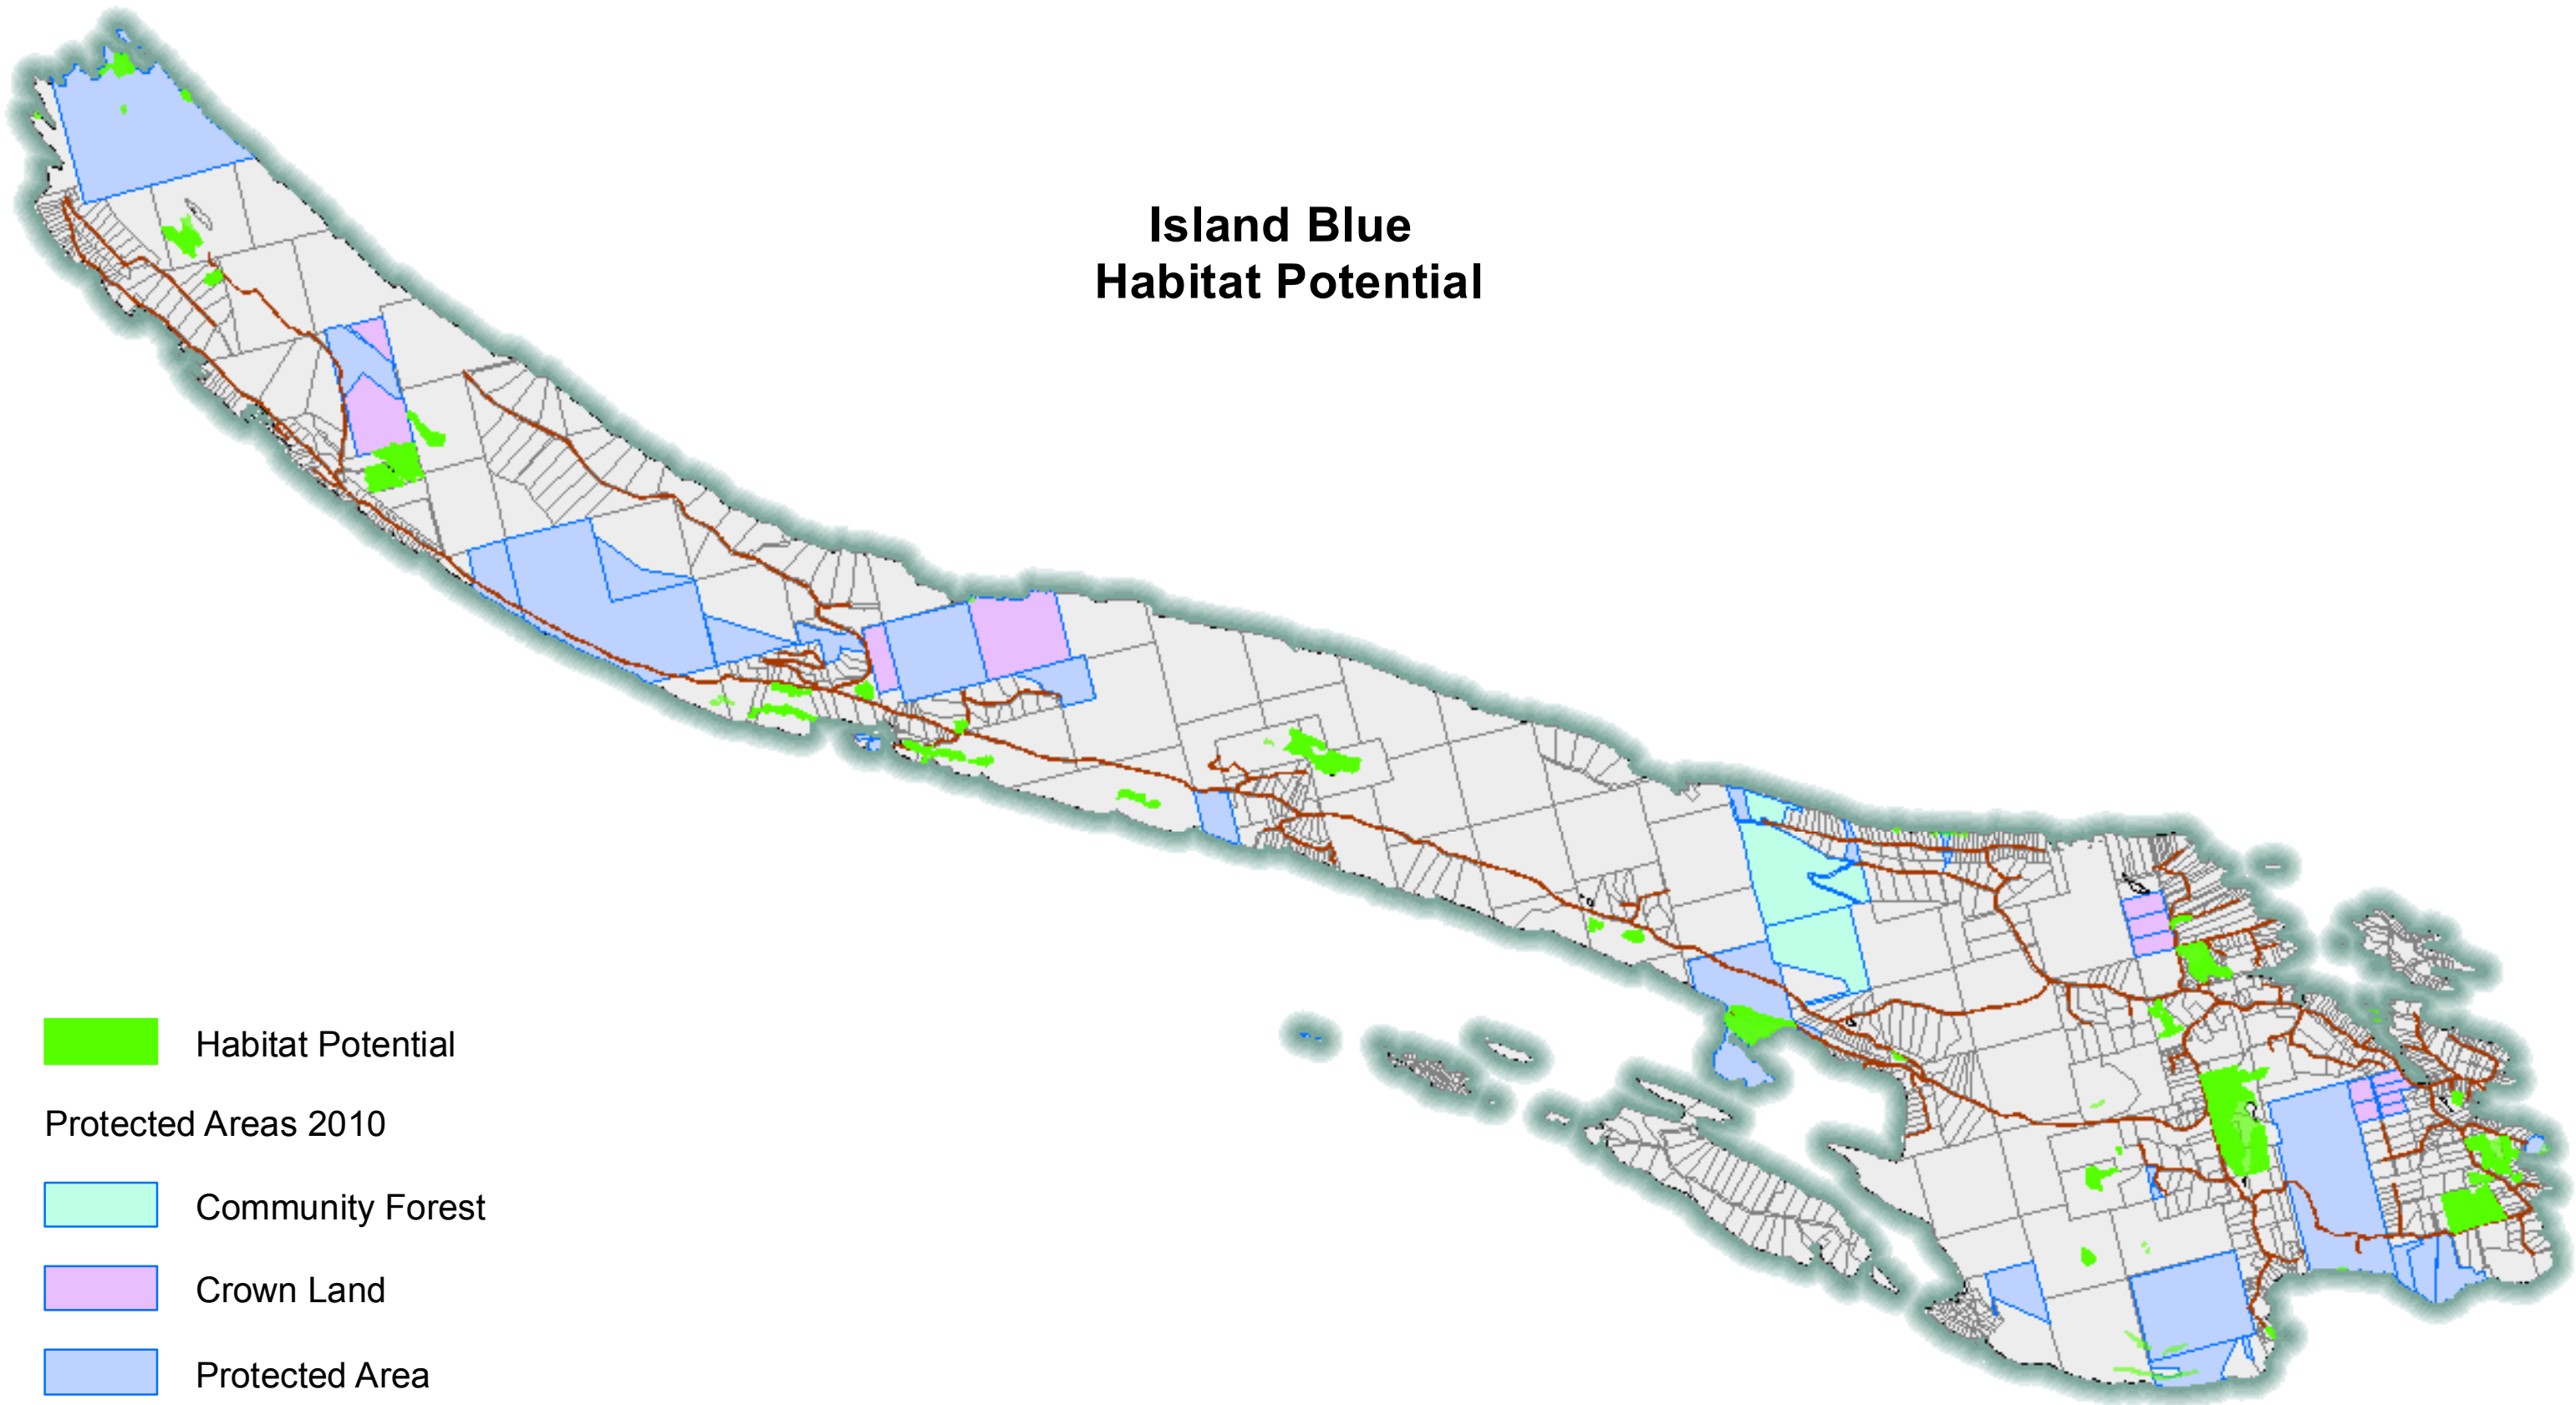 Island Blue
Habitat Potential
Habitat Potential
Protected Areas 2010
Community Forest
Crown Land
Protected Area